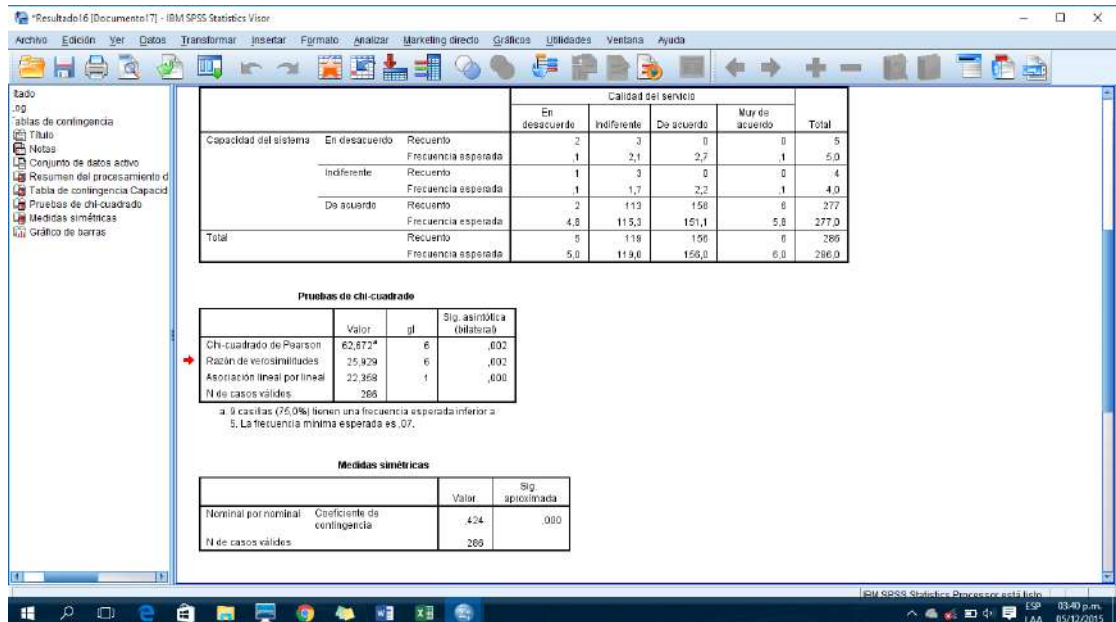 *Resultado16 [Documento17] - IBM SPSS Statistics Visor
Archivo Edición Ver Datos Transformar Insertar Formato Analizar Marketing directo Gráficos Utilidades Ventana Ayuda
ltado
.og
ablas de contingencia
Título
Notas
Conjunto de datos activo
Resumen del procesamiento d
Tabla de contingencia Capacid
Pruebas de chi-cuadrado
Medidas simétricas
Gráfico de barras
Calidad del servicio
En desacuerdo Indiferente De acuerdo Muy de acuerdo Total
Capacidad del sistema En desacuerdo Recuento 2 3 0 0 5
Frecuencia esperada ,1 2,1 2,7 ,1 5,0
Indiferente Recuento 1 3 0 0 4
Frecuencia esperada ,1 1,7 2,2 ,1 4,0
De acuerdo Recuento 2 113 6 277
Frecuencia esperada 4,8 115,3 151,1 5,8 277,0
Total Recuento 5 119 156 6 286
Frecuencia esperada 5,0 119,0 156,0 6,0 286,0
Pruebas de chi-cuadrado
Valor gl Sig. asintótica (bilateral)
Chi-cuadrado de Pearson 62,672a 6 ,002
Razón de verosimilitudes 25,929 6 ,002
Asociación lineal por lineal 22,358 1 ,000
N de casos válidos 286
a. 9 casillas (75,0%) tienen una frecuencia esperada inferior a
5. La frecuencia mínima esperada es ,07.
Medidas simétricas
Valor Sig. aproximada
Nominal por nominal Coeficiente de contingencia ,424 ,000
N de casos válidos 286
IBM SPSS Statistics Processor está listo
ESP 03:40 p.m.
LAA 05/12/2015